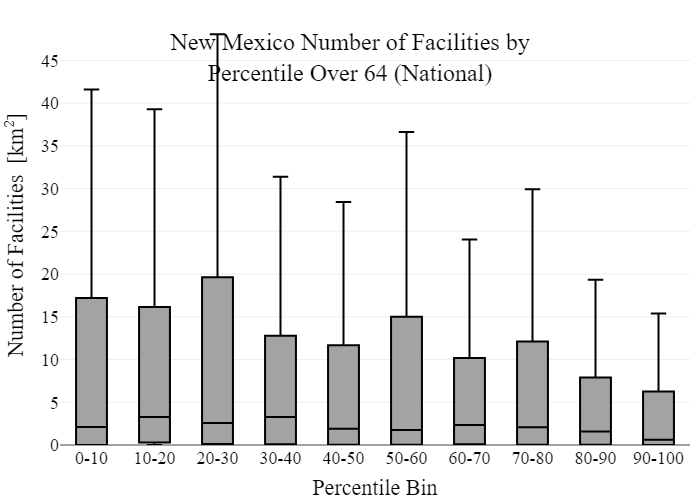 New Mexico Number of Facilities by
Percentile Over 64 (National)
Number of Facilities [km²]
45
40
35
30
25
20
15
10
5
0
0-10 10-20 20-30 30-40 40-50 50-60 60-70 70-80 80-90 90-100
Percentile Bin